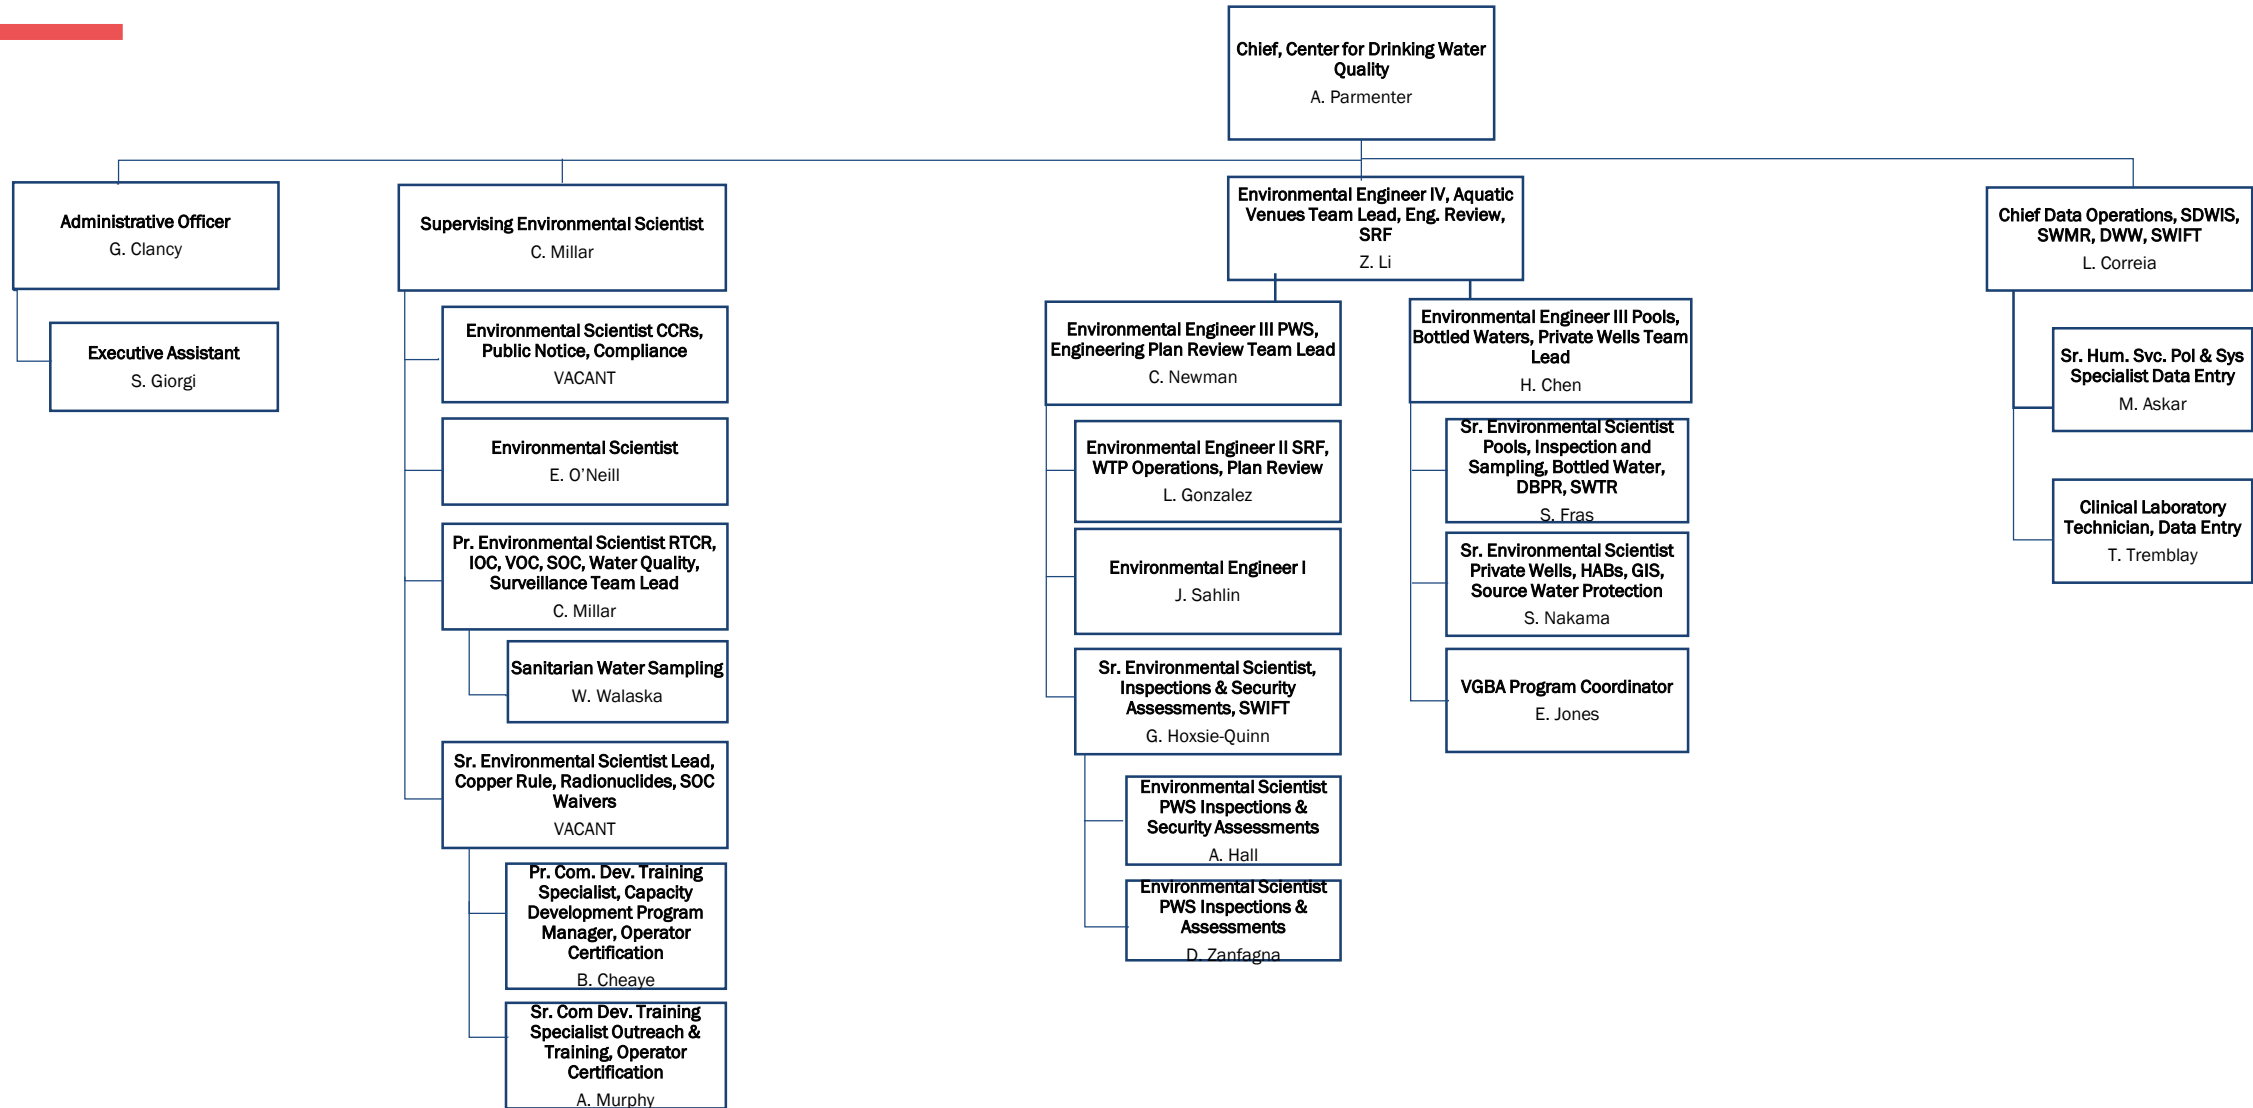 Chief, Center for Drinking Water
Quality
A. Parmenter
Administrative Officer
G. Clancy
Executive Assistant
S. Giorgi
Supervising Environmental Scientist
C. Millar
Environmental Scientist CCRs,
Public Notice, Compliance
VACANT
Environmental Scientist
E. O’Neill
Pr. Environmental Scientist RTCR,
IOC, VOC, SOC, Water Quality,
Surveillance Team Lead
C. Millar
Sanitarian Water Sampling
W. Walaska
Sr. Environmental Scientist Lead,
Copper Rule, Radionuclides, SOC
Waivers
VACANT
Pr. Com. Dev. Training
Specialist, Capacity
Development Program
Manager, Operator
Certification
B. Cheaye
Sr. Com Dev. Training
Specialist Outreach &
Training, Operator
Certification
A. Murphy
Environmental Engineer IV, Aquatic
Venues Team Lead, Eng. Review,
SRF
Z. Li
Environmental Engineer III PWS,
Engineering Plan Review Team Lead
C. Newman
Environmental Engineer II SRF,
WTP Operations, Plan Review
L. Gonzalez
Environmental Engineer I
J. Sahlin
Sr. Environmental Scientist,
Inspections & Security
Assessments, SWIFT
G. Hoxsie-Quinn
Environmental Scientist
PWS Inspections &
Security Assessments
A. Hall
Environmental Scientist
PWS Inspections &
Assessments
D. Zanfagna
Environmental Engineer III Pools,
Bottled Waters, Private Wells Team
Lead
H. Chen
Sr. Environmental Scientist
Pools, Inspection and
Sampling, Bottled Water,
DBPR, SWTR
S. Fras
Sr. Environmental Scientist
Private Wells, HABs, GIS,
Source Water Protection
S. Nakama
VGBA Program Coordinator
E. Jones
Chief Data Operations, SDWIS,
SWMR, DWW, SWIFT
L. Correia
Sr. Hum. Svc. Pol & Sys
Specialist Data Entry
M. Askar
Clinical Laboratory
Technician, Data Entry
T. Tremblay